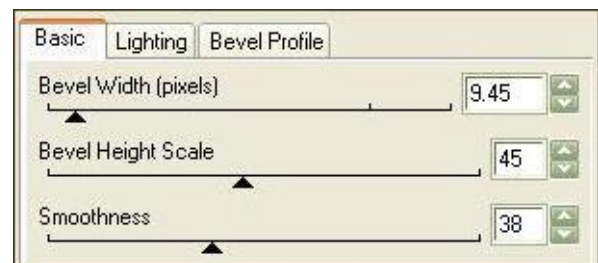 Basic Lighting Bevel Profile
Bevel Width (pixels) 9.45
Bevel Height Scale 45
Smoothness 38